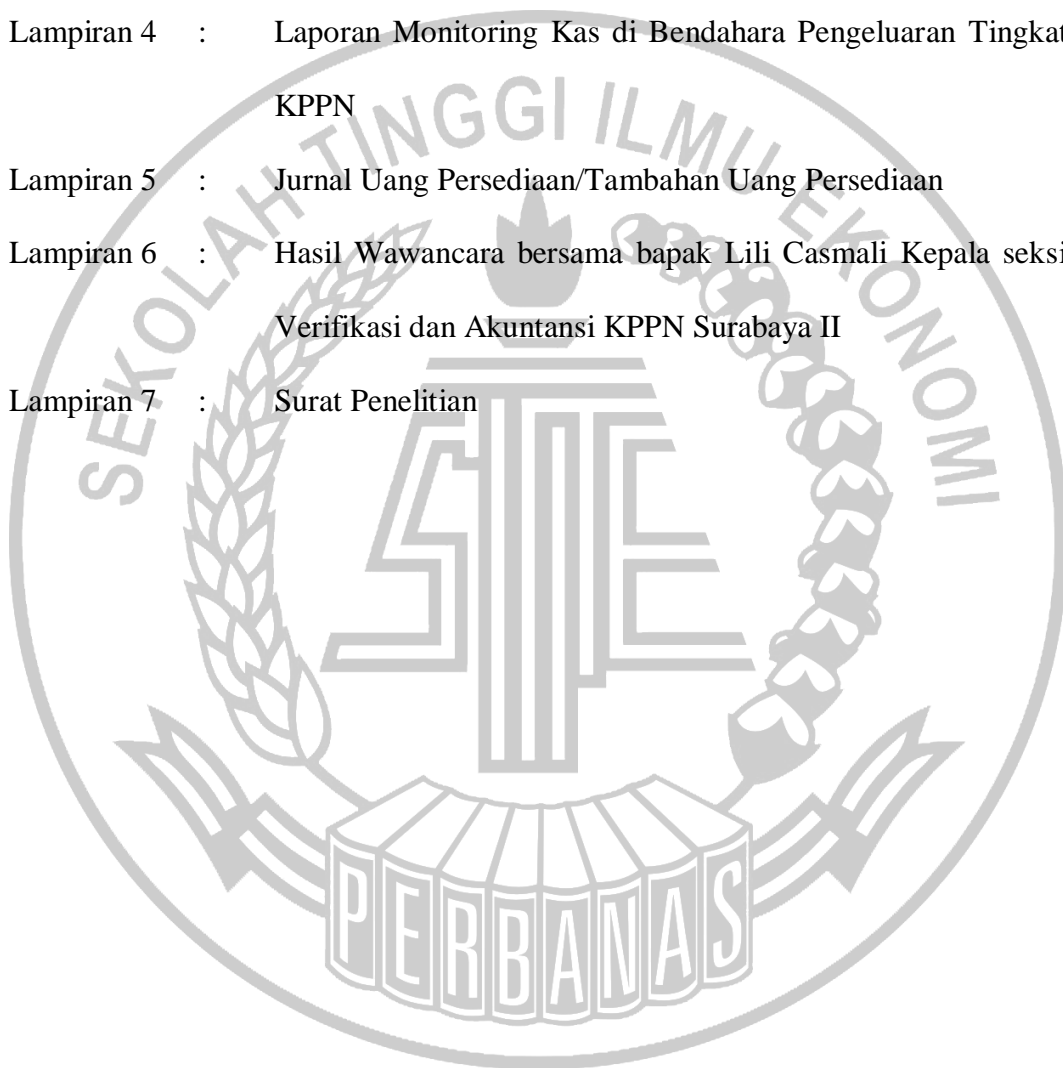 Lampiran 4 : Laporan Monitoring Kas di Bendahara Pengeluaran Tingkat
KPPN
Lampiran 5 : Jurnal Uang Persediaan/Tambahan Uang Persediaan
Lampiran 6 : Hasil Wawancara bersama bapak Lili Casmali Kepala seksi
Verifikasi dan Akuntansi KPPN Surabaya II
Lampiran 7 : Surat Penelitian
SEKOLAH TINGGI ILMU EKONOMI
STIE
PERBANAS